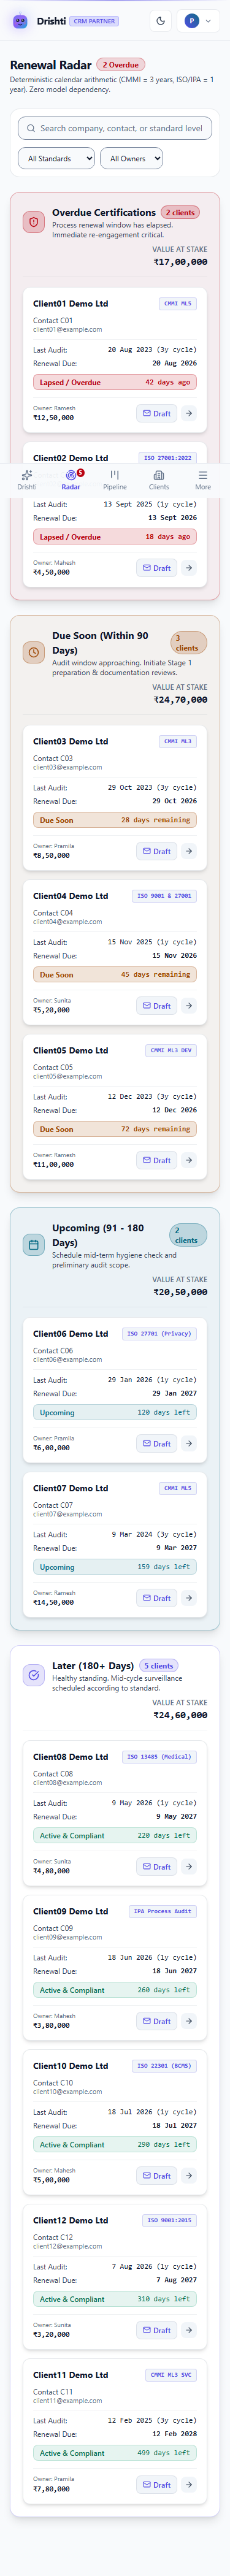 Drishti CRM PARTNER P
Renewal Radar 2 Overdue
Deterministic calendar arithmetic (CMMI = 3 years, ISO/IPA = 1
year). Zero model dependency.
Search company, contact, or standard level
All Standards All Owners
Overdue Certifications 2 clients
Process renewal window has elapsed.
Immediate re-engagement critical.
VALUE AT STAKE
₹17,00,000
Client01 Demo Ltd CMMI ML5
Contact C01
client01@example.com
Last Audit: 20 Aug 2023 (3y cycle)
Renewal Due: 20 Aug 2026
Lapsed / Overdue 42 days ago
Owner: Ramesh
₹12,50,000 Draft
Client02 Demo Ltd ISO 27001:2022
Drishti Radar 5 Pipeline Clients More
13 Sept 2025 (1y cycle)
Renewal Due: 13 Sept 2026
Lapsed / Overdue 18 days ago
Owner: Mahesh
₹4,50,000 Draft
Due Soon (Within 90
Days) 3
clients
Audit window approaching. Initiate Stage 1
preparation & documentation reviews.
VALUE AT STAKE
₹24,70,000
Client03 Demo Ltd CMMI ML3
Contact C03
client03@example.com
Last Audit: 29 Oct 2023 (3y cycle)
Renewal Due: 29 Oct 2026
Due Soon 28 days remaining
Owner: Pramila
₹8,50,000 Draft
Client04 Demo Ltd ISO 9001 & 27001
Contact C04
client04@example.com
Last Audit: 15 Nov 2025 (1y cycle)
Renewal Due: 15 Nov 2026
Due Soon 45 days remaining
Owner: Sunita
₹5,20,000 Draft
Client05 Demo Ltd CMMI ML3 DEV
Contact C05
client05@example.com
Last Audit: 12 Dec 2023 (3y cycle)
Renewal Due: 12 Dec 2026
Due Soon 72 days remaining
Owner: Ramesh
₹11,00,000 Draft
Upcoming (91 - 180
Days) 2
clients
Schedule mid-term hygiene check and
preliminary audit scope.
VALUE AT STAKE
₹20,50,000
Client06 Demo Ltd ISO 27701 (Privacy)
Contact C06
client06@example.com
Last Audit: 29 Jan 2026 (1y cycle)
Renewal Due: 29 Jan 2027
Upcoming 120 days left
Owner: Pramila
₹6,00,000 Draft
Client07 Demo Ltd CMMI ML5
Contact C07
client07@example.com
Last Audit: 9 Mar 2024 (3y cycle)
Renewal Due: 9 Mar 2027
Upcoming 159 days left
Owner: Ramesh
₹14,50,000 Draft
Later (180+ Days) 5 clients
Healthy standing. Mid-cycle surveillance
scheduled according to standard.
VALUE AT STAKE
₹24,60,000
Client08 Demo Ltd ISO 13485 (Medical)
Contact C08
client08@example.com
Last Audit: 9 May 2026 (1y cycle)
Renewal Due: 9 May 2027
Active & Compliant 220 days left
Owner: Sunita
₹4,80,000 Draft
Client09 Demo Ltd IPA Process Audit
Contact C09
client09@example.com
Last Audit: 18 Jun 2026 (1y cycle)
Renewal Due: 18 Jun 2027
Active & Compliant 260 days left
Owner: Mahesh
₹3,80,000 Draft
Client10 Demo Ltd ISO 22301 (BCMS)
Contact C10
client10@example.com
Last Audit: 18 Jul 2026 (1y cycle)
Renewal Due: 18 Jul 2027
Active & Compliant 290 days left
Owner: Mahesh
₹5,00,000 Draft
Client12 Demo Ltd ISO 9001:2015
Contact C12
client12@example.com
Last Audit: 7 Aug 2026 (1y cycle)
Renewal Due: 7 Aug 2027
Active & Compliant 310 days left
Owner: Sunita
₹3,20,000 Draft
Client11 Demo Ltd CMMI ML3 SVC
Contact C11
client11@example.com
Last Audit: 12 Feb 2025 (3y cycle)
Renewal Due: 12 Feb 2028
Active & Compliant 499 days left
Owner: Pramila
₹7,80,000 Draft